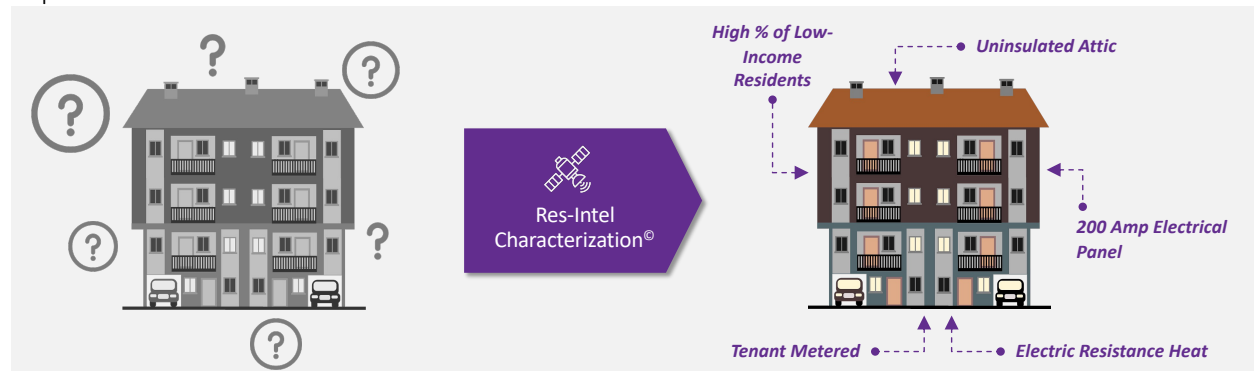 ?
?
?
?
?
?
Res-Intel
Characterization©
High % of Low-
Income
Residents
Uninsulated Attic
200 Amp Electrical
Panel
Tenant Metered
Electric Resistance Heat